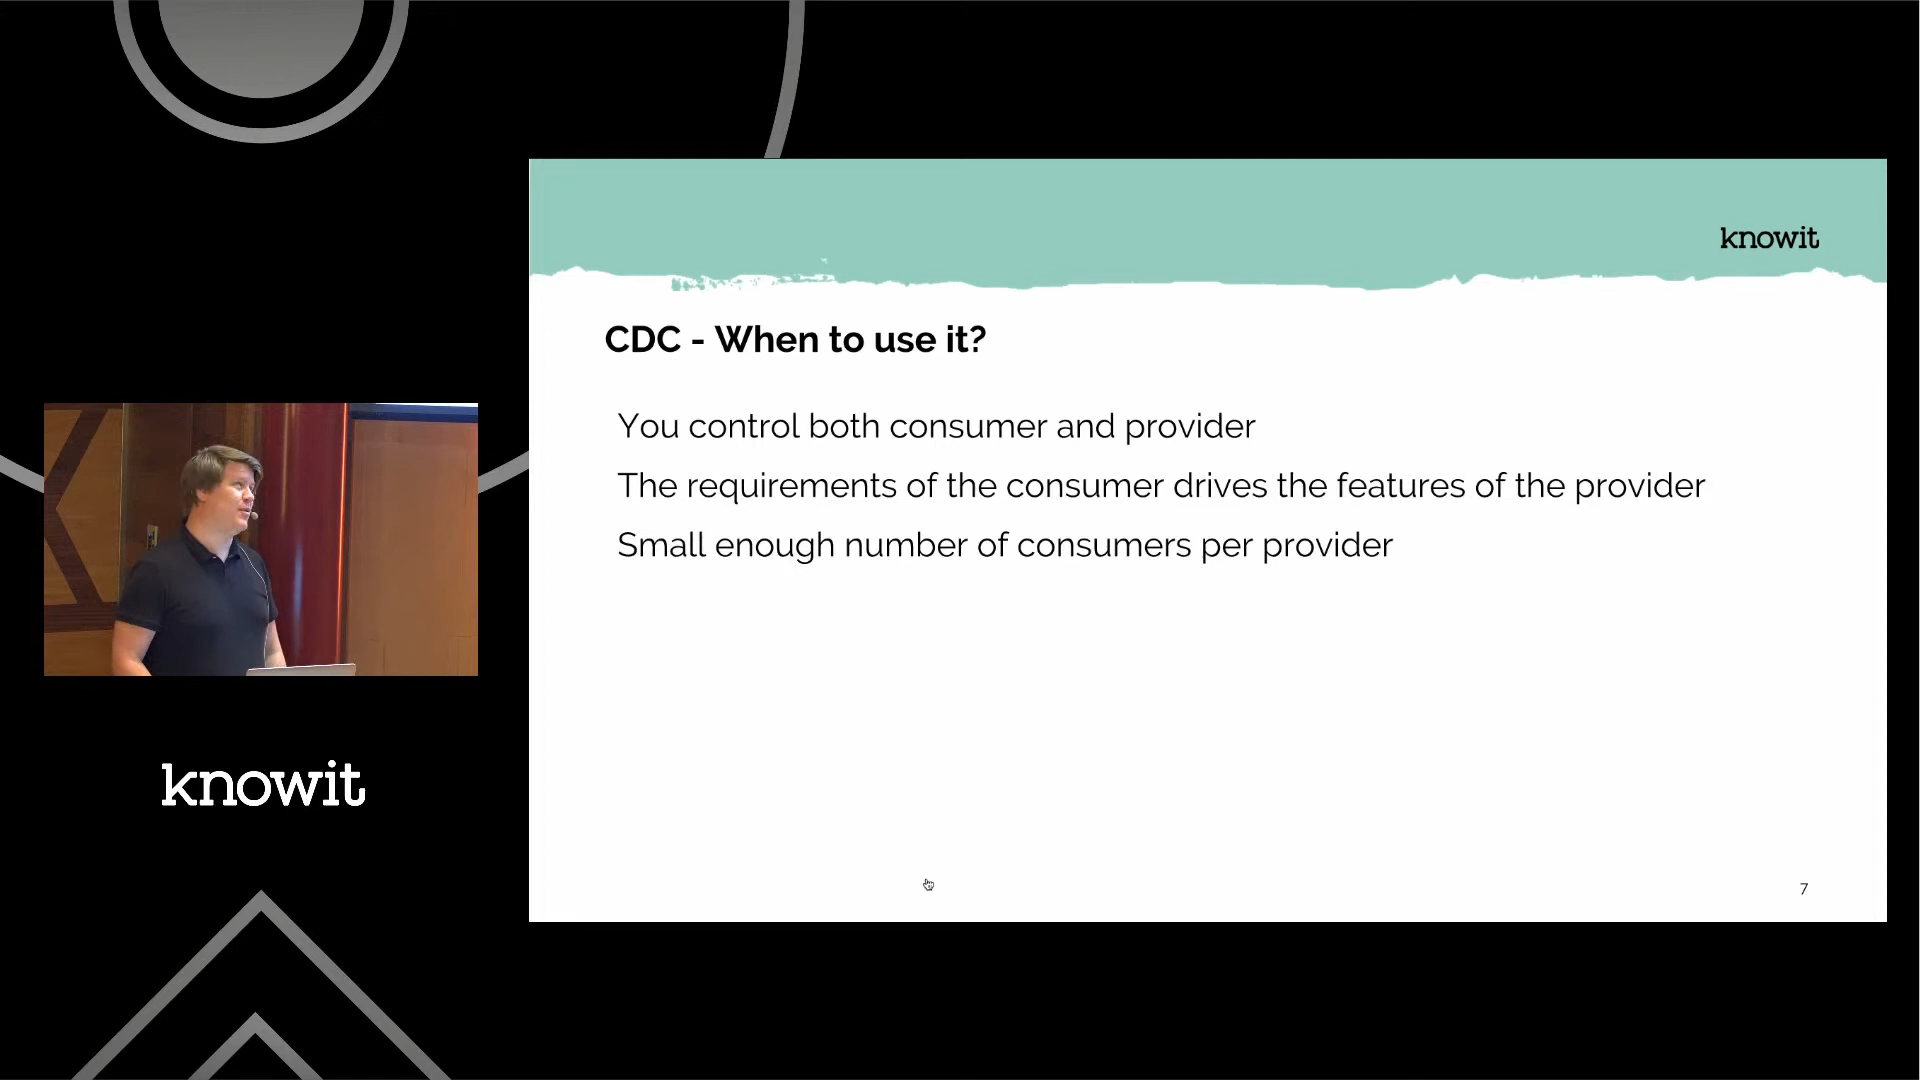 knowit
CDC - When to use it?
You control both consumer and provider
The requirements of the consumer drives the features of the provider
Small enough number of consumers per provider
7
knowit